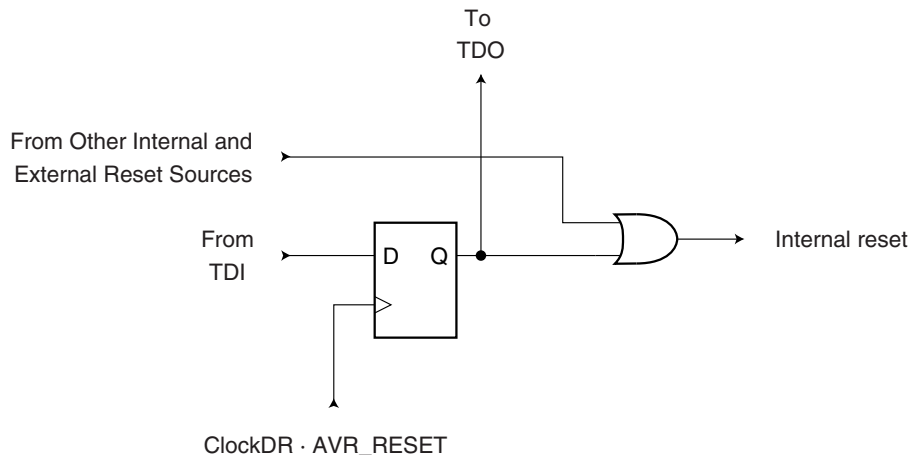 To
TDO
From Other Internal and
External Reset Sources
From
TDI
D
Q
Internal reset
ClockDR · AVR_RESET